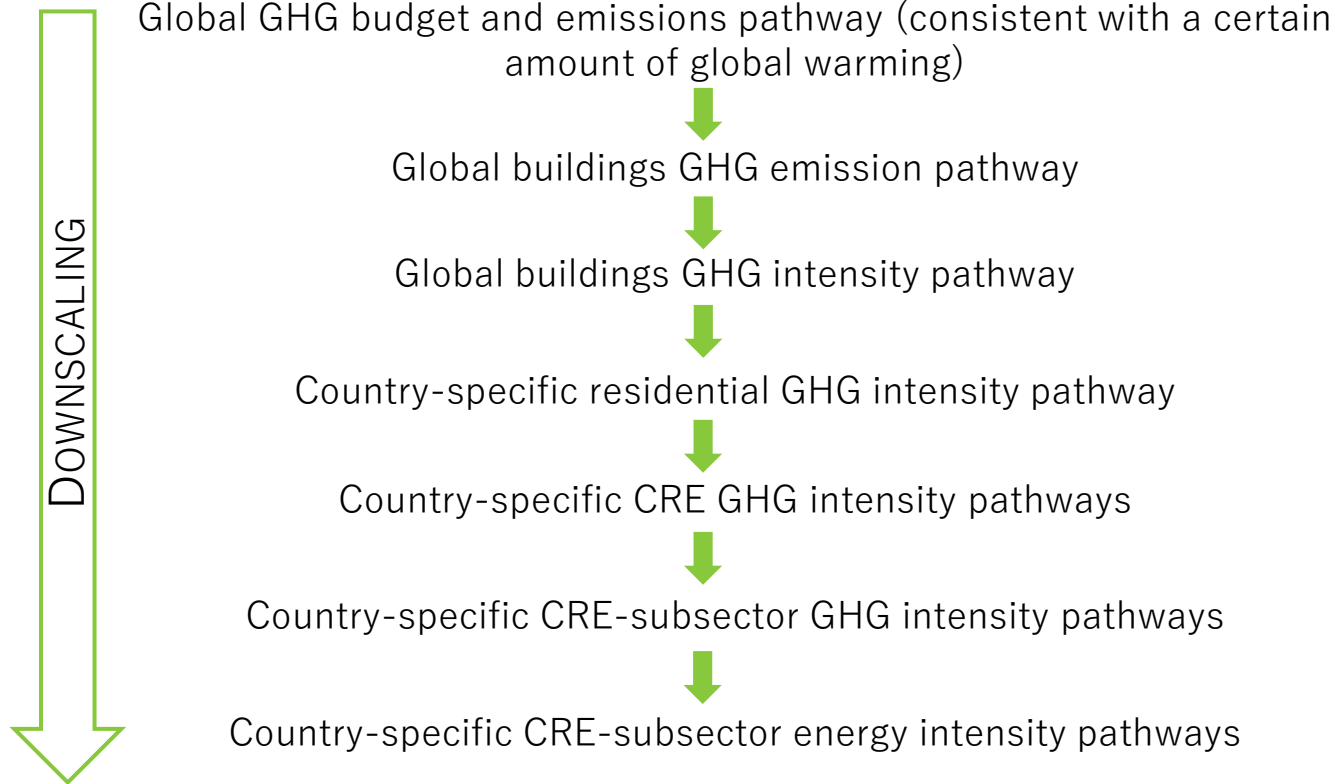 Global GHG budget and emissions pathway (consistent with a certain
amount of global warming)
Global buildings GHG emission pathway
Global buildings GHG intensity pathway
Country-specific residential GHG intensity pathway
Country-specific CRE GHG intensity pathways
Country-specific CRE-subsector GHG intensity pathways
Country-specific CRE-subsector energy intensity pathways
DOWNSCALING